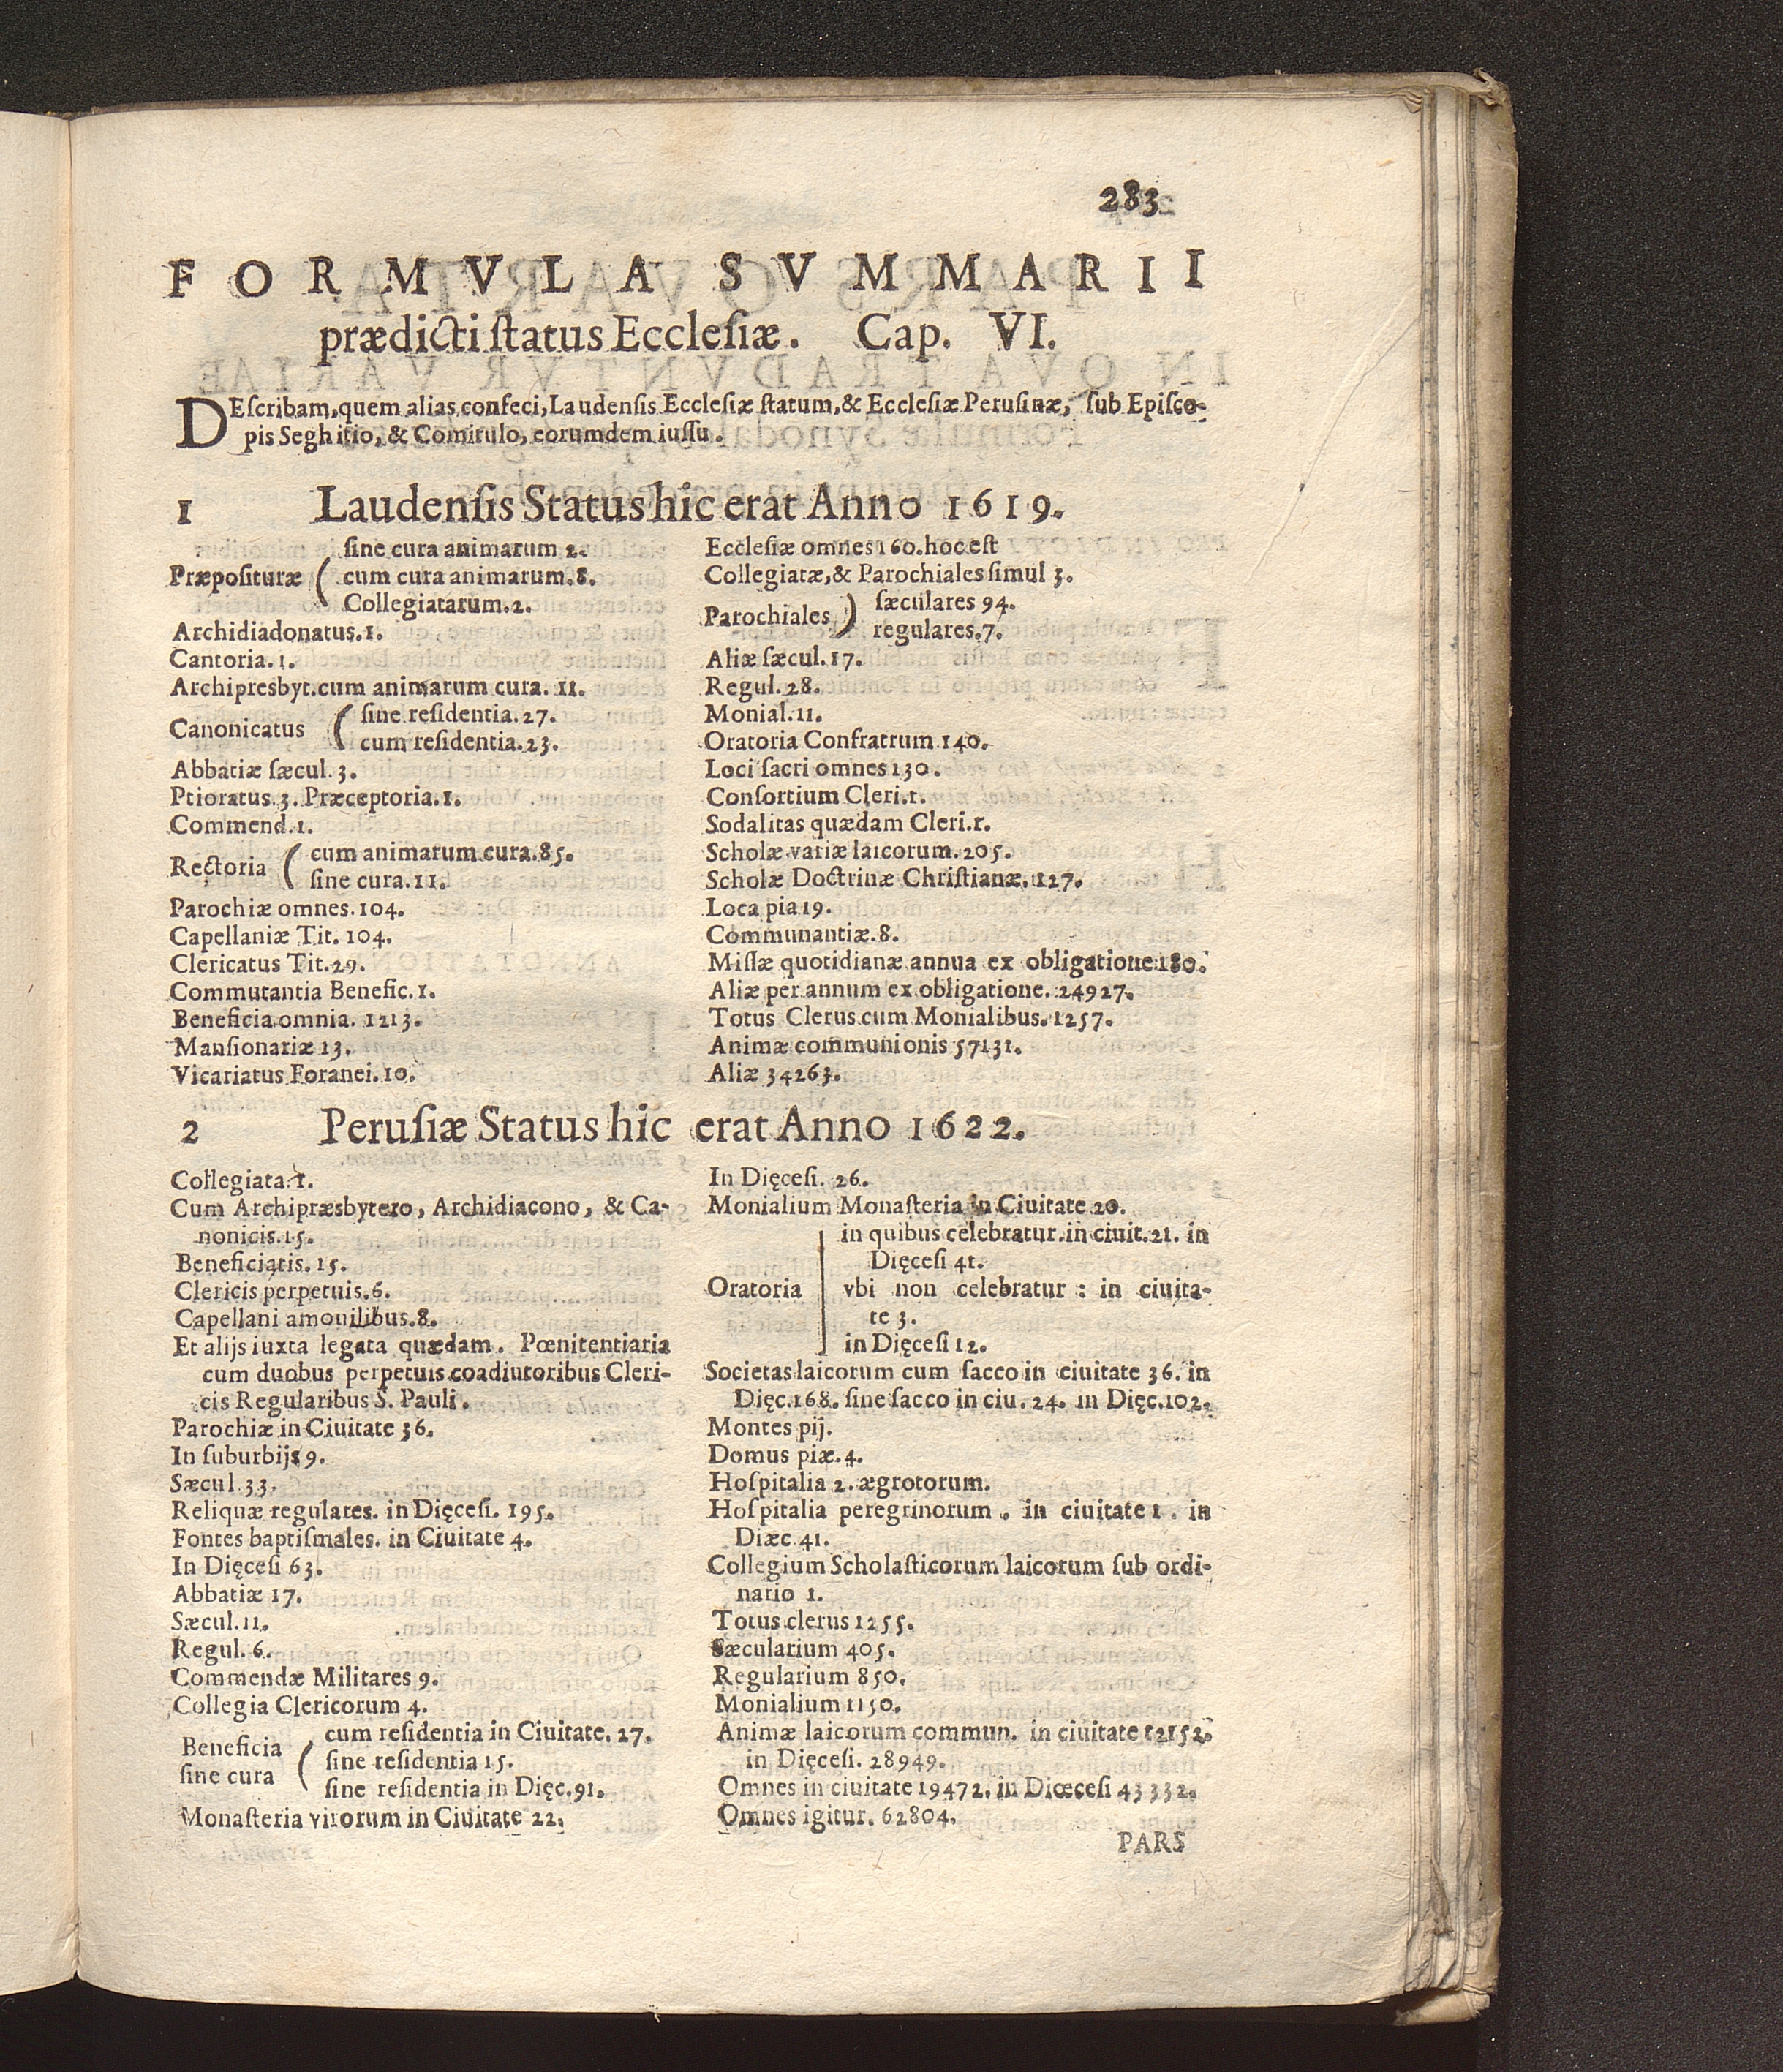 283
FORMVLA SVMMARII
prædicti ſtatus Eccleſiæ. Cap. VI.
DEſcribam, quem alias confeci, Laudenſis Eccleſiæ ſtatum, & Eccleſiæ Peruſinæ, ſub Epiſco-
pis Seghitio, & Comitulo, eorumdem iuſſu.
1 Laudenſis Status hic erat Anno 1619.
ſine cura animarum 2.
Præpoſituræ ( cum cura animarum. 8.
Collegiatarum. 2.
Archidiadonatus. 1.
Cantoria. 1.
Archipresbyt. cum animarum cura. 11.
Canonicatus ( ſine reſidentia. 27.
cum reſidentia. 23.
Abbatiæ ſæcul. 3.
Ptioratus. 3. Præceptoria. 1.
Commend. 1.
Rectoria ( cum animarum cura. 85.
ſine cura. 11.
Parochiæ omnes. 104.
Capellaniæ Tit. 104.
Clericatus Tit. 29.
Commutantia Benefic. 1.
Beneficia omnia. 1213.
Manſionariæ 13.
Vicariatus Foranei. 10.
Eccleſiæ omnes 160. hoc eſt
Collegiatæ, & Parochiales ſimul 3.
Parochiales ) ſæculares 94.
regulares. 7.
Aliæ ſæcul. 17.
Regul. 28.
Monial. 11.
Oratoria Confratrum 140.
Loci ſacri omnes 130.
Conſortium Cleri. 1.
Sodalitas quædam Cleri. 1.
Scholæ variæ laicorum. 205.
Scholæ Doctrinæ Chriſtianæ. 127.
Loca pia 19.
Communantiæ. 8.
Miſſæ quotidianæ annua ex obligatione 180.
Aliæ per annum ex obligatione. 24927.
Totus Clerus cum Monialibus. 1257.
Animæ communionis 57131.
Aliæ 34263.
2 Peruſiæ Status hic erat Anno 1622.
Collegiata. 1.
Cum Archipræsbytero, Archidiacono, & Ca-
nonicis. 15.
Beneficiatis. 15.
Clericis perpetuis. 6.
Capellani amouilibus. 8.
Et alijs iuxta legata quædam. Pœnitentiaria
cum duobus perpetuis coadiutoribus Cleri-
cis Regularibus S. Pauli.
Parochiæ in Ciuitate 36.
In ſuburbijs 9.
Sæcul. 33.
Reliquæ regulares. in Dięceſi. 195.
Fontes baptiſmales. in Ciuitate 4.
In Dięceſi 63.
Abbatiæ 17.
Sæcul. 11.
Regul. 6.
Commendæ Militares 9.
Collegia Clericorum 4.
Beneficia ſine cura ( cum reſidentia in Ciuitate. 27.
ſine reſidentia 15.
ſine reſidentia in Dięc. 91.
Monaſteria virorum in Ciuitate 22.
In Dięceſi. 26.
Monialium Monaſteria in Ciuitate 20.
in quibus celebratur. in ciuit. 21. in
Dięceſi 41.
Oratoria | vbi non celebratur : in ciuita-
te 3.
in Dięceſi 12.
Societas laicorum cum ſacco in ciuitate 36. in
Dięc. 168. ſine ſacco in ciu. 24. in Dięc. 102.
Montes pij.
Domus piæ. 4.
Hoſpitalia 2. ægrotorum.
Hoſpitalia peregrinorum. in ciuitate 1. in
Diæc. 41.
Collegium Scholaſticorum laicorum ſub ordi-
nario 1.
Totus clerus 1255.
Sæcularium 405.
Regularium 850.
Monialium 1150.
Animæ laicorum commun. in ciuitate 12152.
in Dięceſi. 28949.
Omnes in ciuitate 19472. in Diœceſi 43332.
Omnes igitur. 62804.
PARS